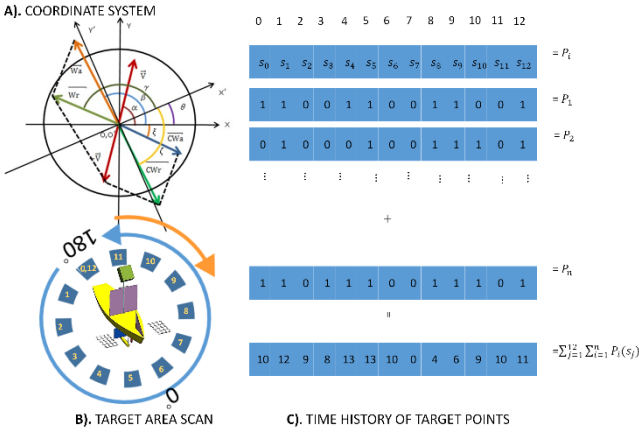 A). COORDINATE SYSTEM
Y'
Y
X'
X
Wa
V
Wr
γ
β
α
θ
ξ
ζ
0,0
CWa
V
CWr
180°
0,12
11
10
9
8
7
6
5
4
3
2
1
0°
B). TARGET AREA SCAN
0 1 2 3 4 5 6 7 8 9 10 11 12
s0 s1 s2 s3 s4 s5 s6 s7 s8 s9 s10 s11 s12 = Pi
1 1 0 0 1 1 0 0 1 1 0 0 1 = P1
0 1 0 0 0 1 0 0 1 1 0 0 1 = P2
⋮ ⋮ ⋮ ⋮ ⋮ ⋮ ⋮ ⋮ ⋮ ⋮
+
1 1 0 1 1 1 0 0 1 1 1 0 1 = Pn
=
10 12 9 8 13 13 10 0 4 6 9 10 11 =∑¹²j=1 ∑ⁿi=1 Pi(sj)
C). TIME HISTORY OF TARGET POINTS